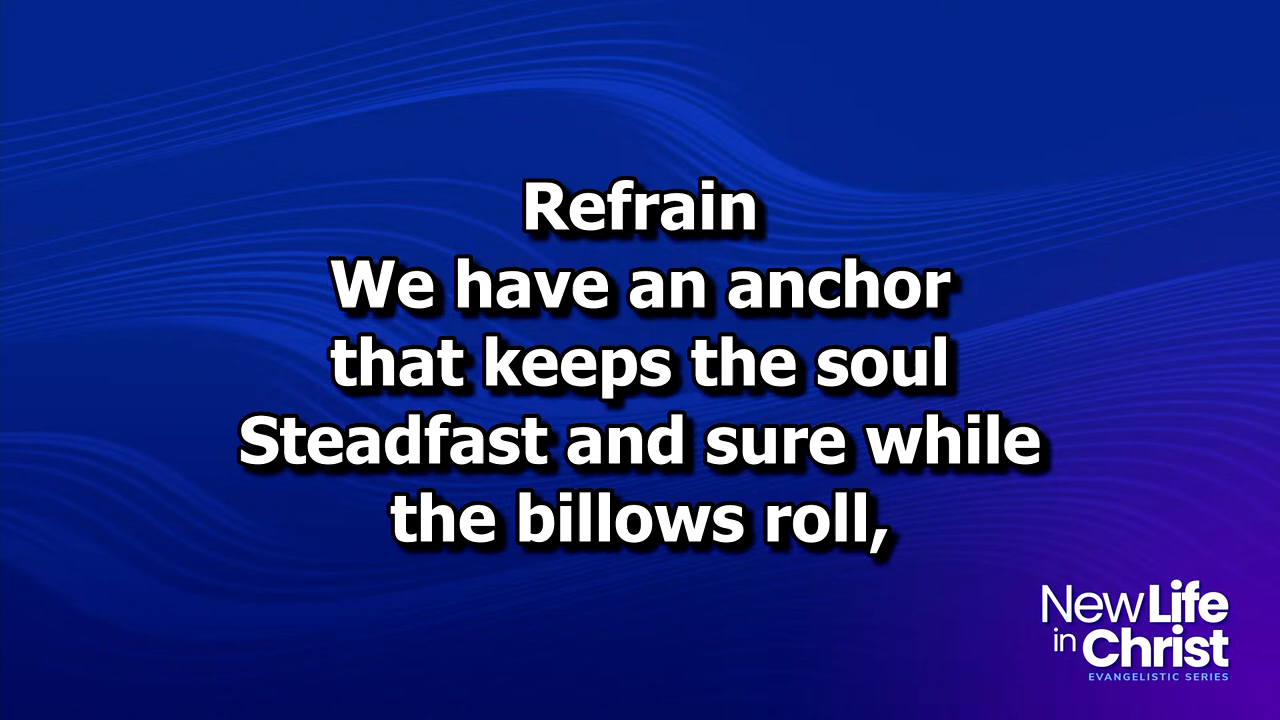 Refrain
We have an anchor
that keeps the soul
Steadfast and sure while
the billows roll,
New Life
in Christ
EVANGELISTIC SERIES